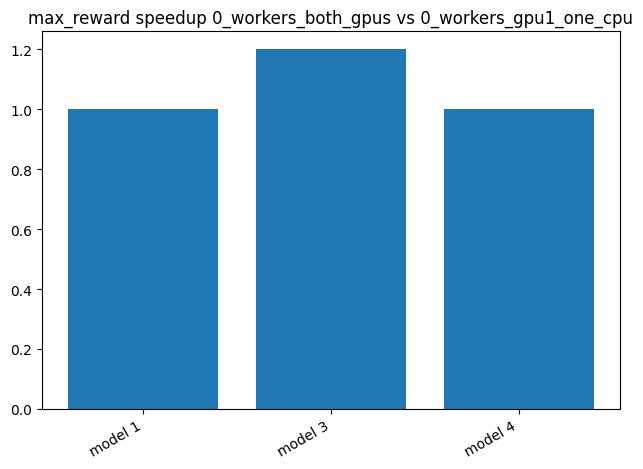 max_reward speedup 0_workers_both_gpus vs 0_workers_gpu1_one_cpu
1.2
1.0
0.8
0.6
0.4
0.2
0.0
model 1
model 3
model 4